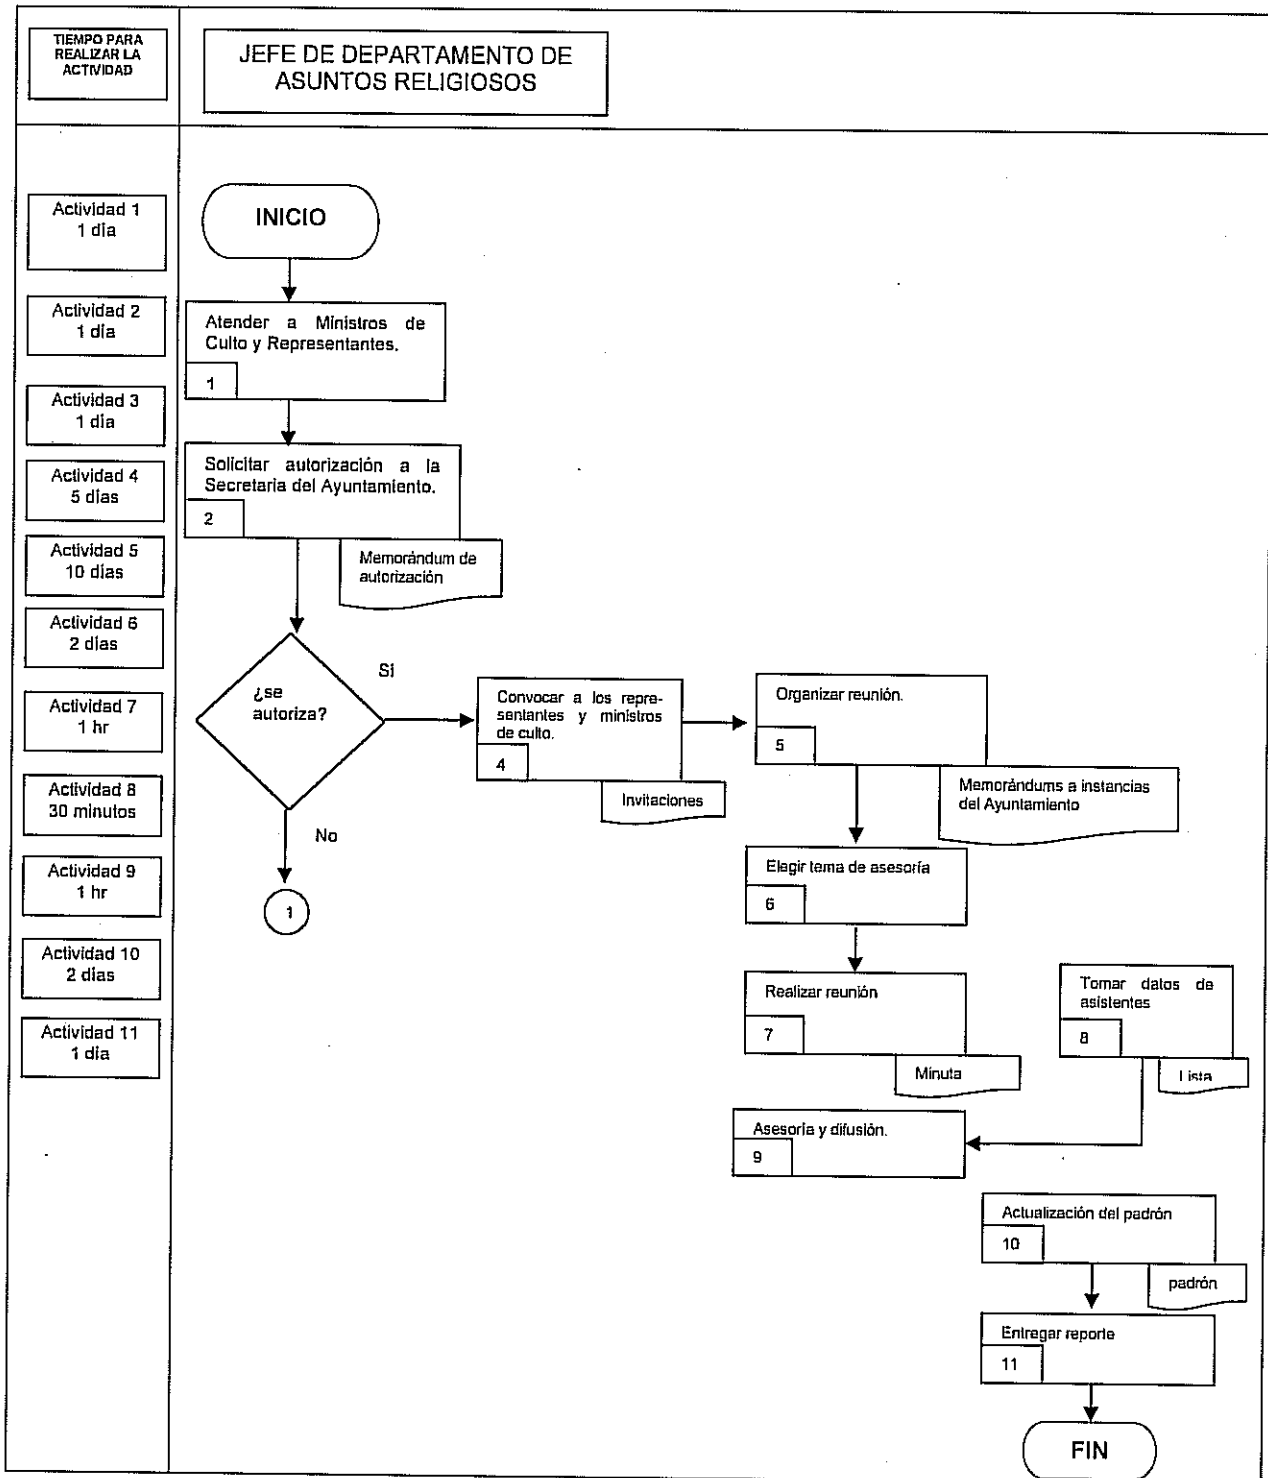 TIEMPO PARA
REALIZAR LA
ACTIVIDAD
JEFE DE DEPARTAMENTO DE
ASUNTOS RELIGIOSOS
Actividad 1
1 día
Actividad 2
1 día
Actividad 3
1 día
Actividad 4
5 días
Actividad 5
10 días
Actividad 6
2 días
Actividad 7
1 hr
Actividad 8
30 minutos
Actividad 9
1 hr
Actividad 10
2 días
Actividad 11
1 día
INICIO
Atender a Ministros de
Culto y Representantes.
1
Solicitar autorización a la
Secretaria del Ayuntamiento.
2
Memorándum de
autorización
¿se
autoriza?
Sí
No
1
Convocar a los repre-
sentantes y ministros
de culto.
4
Invitaciones
Organizar reunión.
5
Memorándums a instancias
del Ayuntamiento
Elegir tema de asesoría
6
Realizar reunión
7
Minuta
Tomar datos de
asistentes
8
Lista
Asesoría y difusión.
9
Actualización del padrón
10
padrón
Entregar reporte
11
FIN